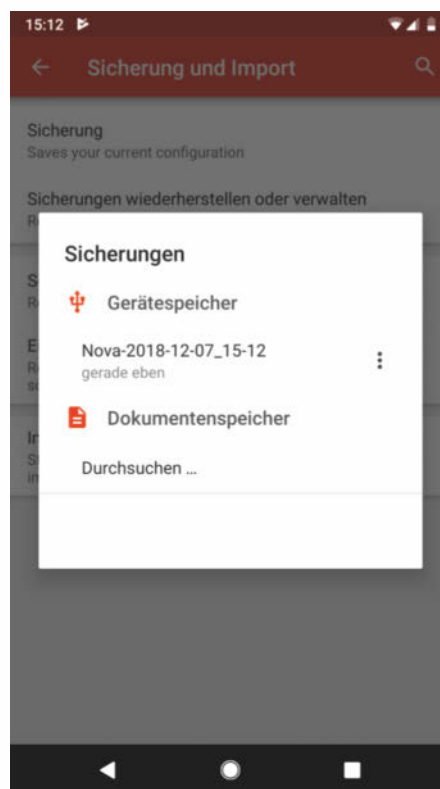 15:12
Sicherung und Import
Sicherung
Saves your current configuration
Sicherungen wiederherstellen oder verwalten
Sicherungen
Gerätespeicher
Nova-2018-12-07_15-12
gerade eben
Dokumentenspeicher
Durchsuchen ...